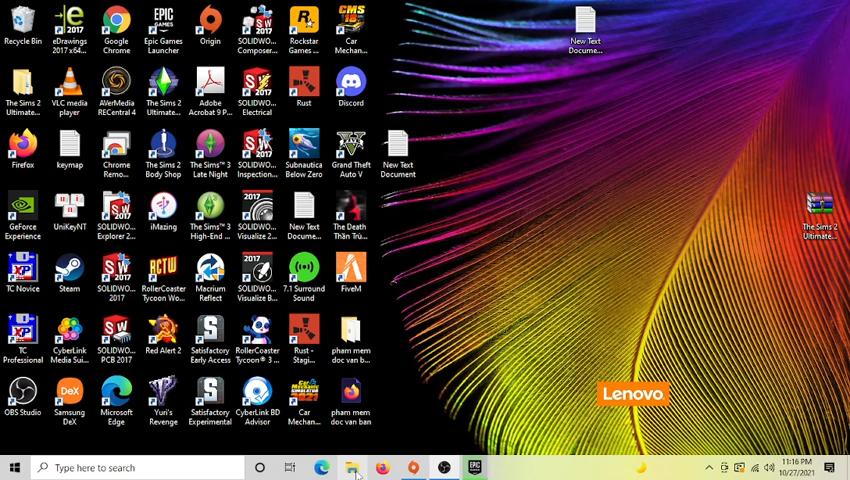 Recycle Bin
eDrawings
2017 x64...
Google
Chrome
Epic Games
Launcher
Origin
SOLIDWO...
Composer...
Rockstar
Games ...
Car
Mechan...
New Text
Docume...
The Sims 2
Ultimate...
VLC media
player
AVerMedia
RECentral 4
The Sims 2
Ultimate...
Adobe
Acrobat 9 P...
SOLIDWO...
Electrical
Rust
Discord
Firefox
keymap
Chrome
Remo...
The Sims 2
Body Shop
The Sims™ 3
Late Night
SOLIDWO...
Inspection...
Subnautica
Below Zero
Grand Theft
Auto V
New Text
Document
GeForce
Experience
UniKeyNT
SOLIDWO...
Explorer 2...
iMazing
The Sims™ 3
High-End ...
SOLIDWO...
Visualize 2...
New Text
Docume...
The Death
Thần Trù...
The Sims 2
Ultimate...
TC Novice
Steam
SOLIDWO...
2017
RollerCoaster
Tycoon Wo...
Macrium
Reflect
SOLIDWO...
Visualize B...
7.1 Surround
Sound
FiveM
TC
Professional
CyberLink
Media Sui...
SOLIDWO...
PCB 2017
Red Alert 2
Satisfactory
Early Access
RollerCoaster
Tycoon® 3 ...
Rust -
Stagi...
pham mem
doc van b...
OBS Studio
Samsung
DeX
Microsoft
Edge
Yuri's
Revenge
Satisfactory
Experimental
CyberLink BD
Advisor
Car
Mechan...
pham mem
doc van ban
Lenovo
Type here to search
11:16 PM
10/27/2021